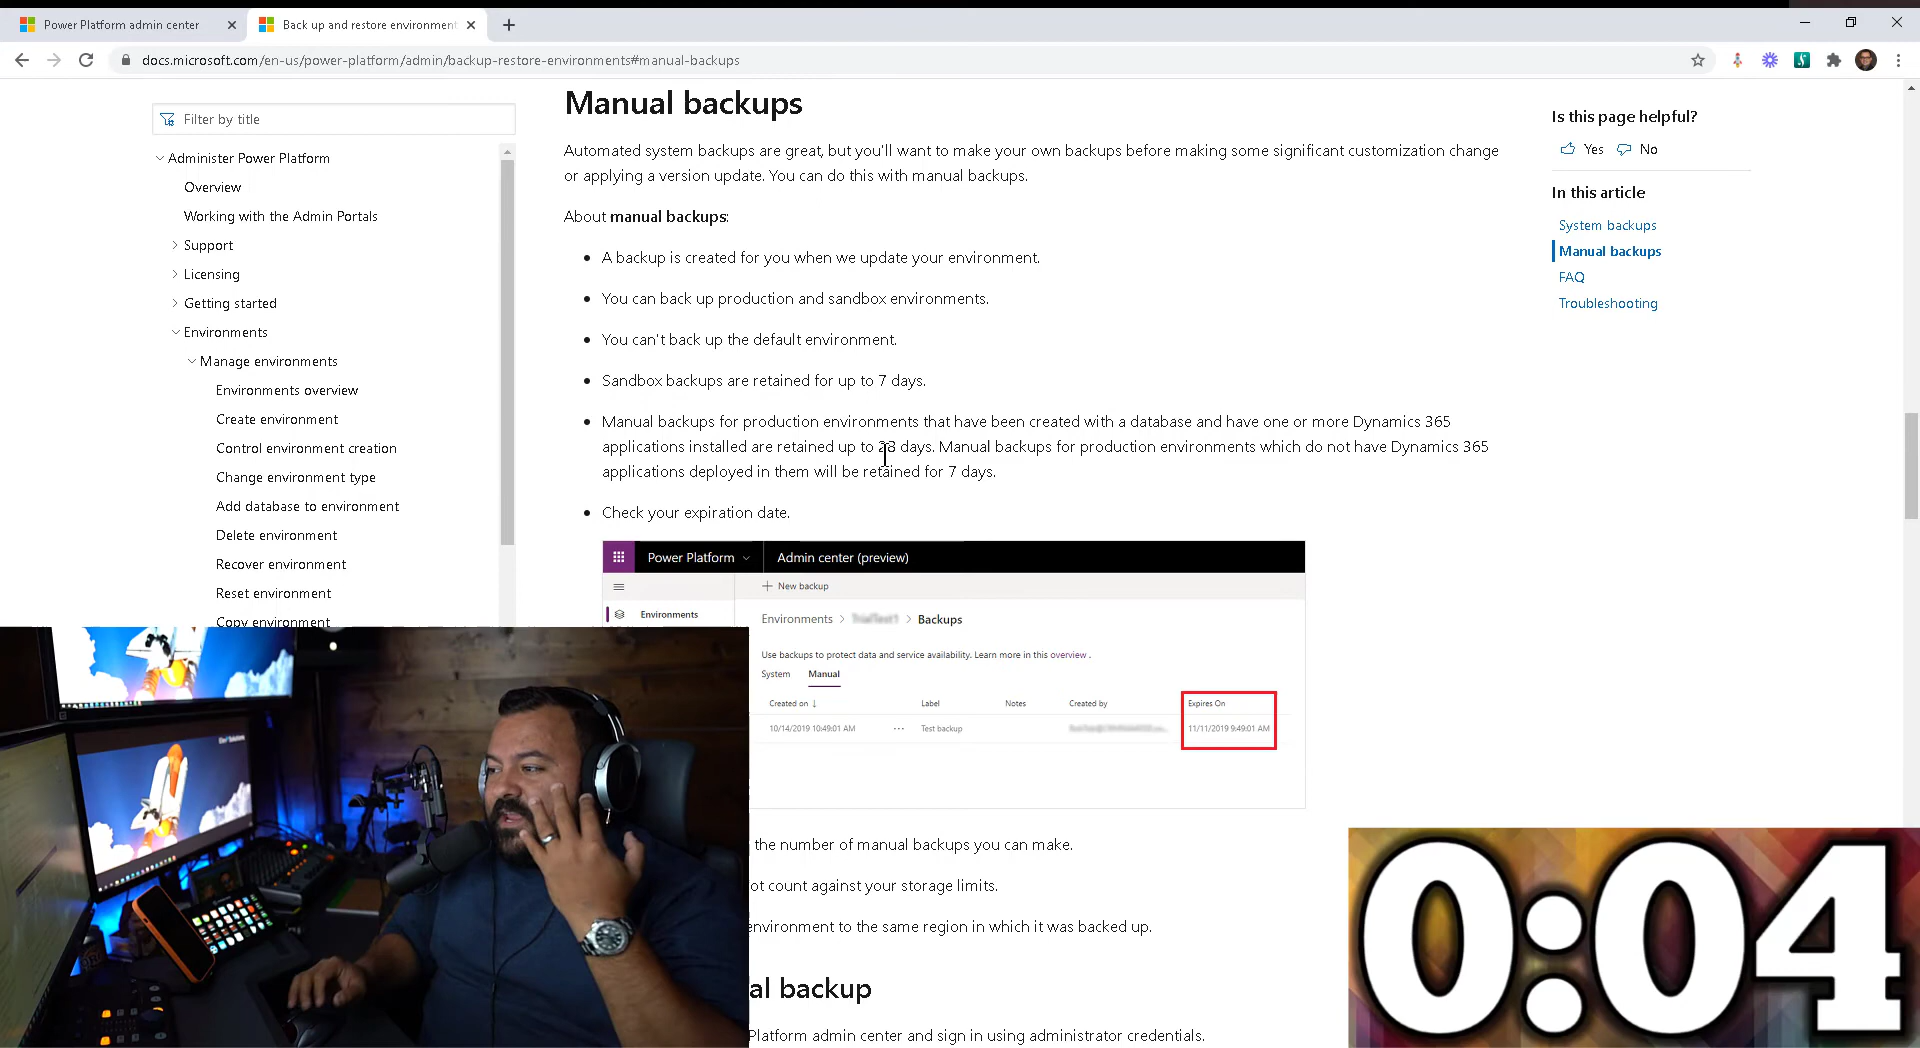 Power Platform admin center
Back up and restore environment
docs.microsoft.com/en-us/power-platform/admin/backup-restore-environments#manual-backups
Filter by title
Administer Power Platform
Overview
Working with the Admin Portals
Support
Licensing
Getting started
Environments
Manage environments
Environments overview
Create environment
Control environment creation
Change environment type
Add database to environment
Delete environment
Recover environment
Reset environment
Copy environment
Manual backups
Automated system backups are great, but you'll want to make your own backups before making some significant customization change
or applying a version update. You can do this with manual backups.
About manual backups:
A backup is created for you when we update your environment.
You can back up production and sandbox environments.
You can't back up the default environment.
Sandbox backups are retained for up to 7 days.
Manual backups for production environments that have been created with a database and have one or more Dynamics 365
applications installed are retained up to 28 days. Manual backups for production environments which do not have Dynamics 365
applications deployed in them will be retained for 7 days.
Check your expiration date.
Power Platform
Admin center (preview)
New backup
Environments
Environments > > Backups
Use backups to protect data and service availability. Learn more in this overview .
System Manual
Created on ↓ Label Notes Created by Expires On
10/14/2019 10:49:01 AM ··· Test backup 11/11/2019 9:49:01 AM
the number of manual backups you can make.
ot count against your storage limits.
environment to the same region in which it was backed up.
al backup
Platform admin center and sign in using administrator credentials.
Is this page helpful?
Yes No
In this article
System backups
Manual backups
FAQ
Troubleshooting
0:04